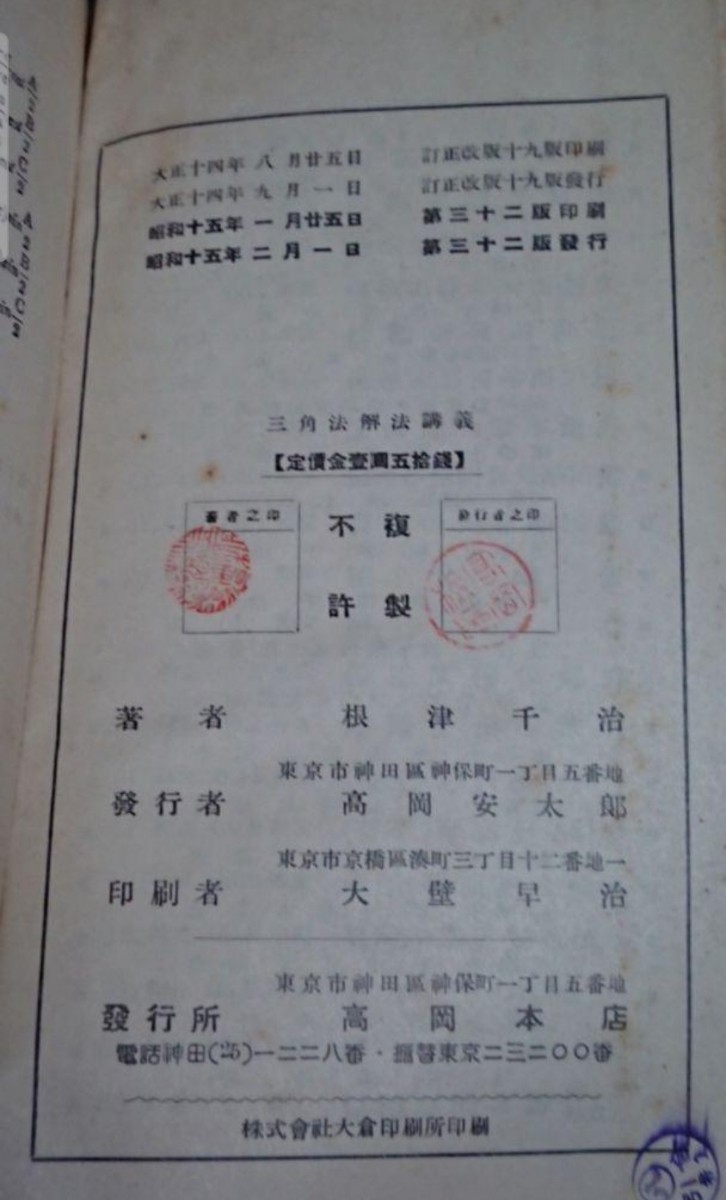 大正十四年八月廿五日 訂正改版十九版印刷
大正十四年九月一日 訂正改版十九版發行
昭和十五年一月廿五日 第三十二版印刷
昭和十五年二月一日 第三十二版發行
三角法解法講義
【定價金壹圓五拾錢】
著者之印
不複
許製
發行者之印
著者 根津千治
東京市神田區神保町一丁目五番地
發行者 高岡安太郎
東京市京橋區湊町三丁目十二番地一
印刷者 大壁早治
東京市神田區神保町一丁目五番地
發行所 高岡本店
電話神田(25)一二二八番・振替東京二三二〇〇番
株式會社大倉印刷所印刷